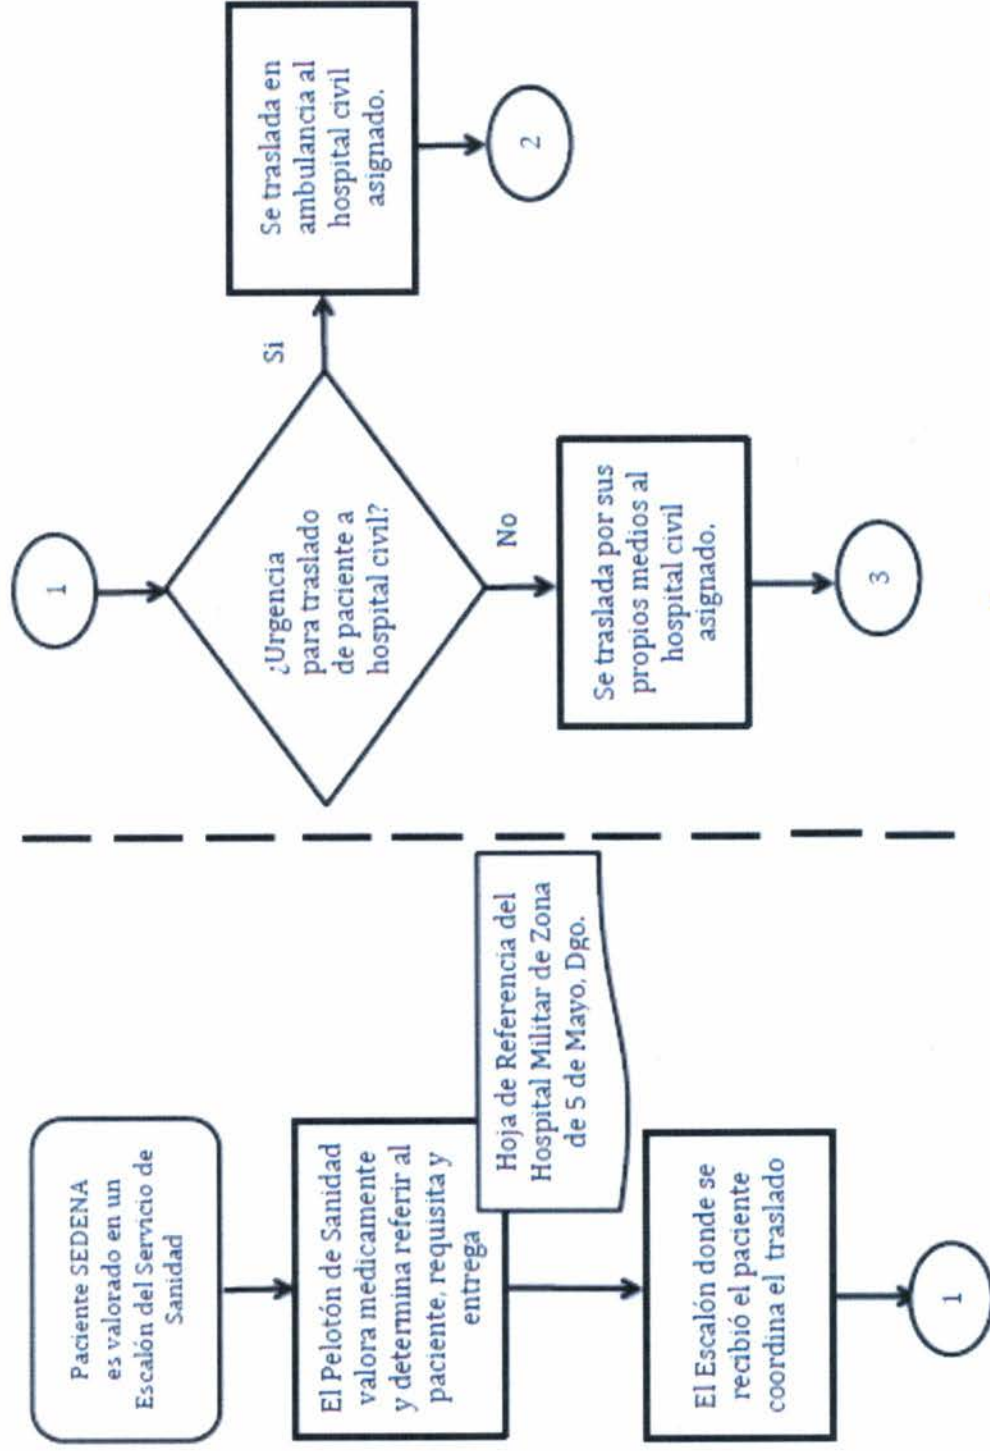 Paciente SEDENA
es valorado en un
Escalón del Servicio de
Sanidad
El Pelotón de Sanidad
valora medicamente
y determina referir al
paciente, requisita y
entrega
Hoja de Referencia del
Hospital Militar de Zona
de 5 de Mayo, Dgo.
El Escalón donde se
recibió el paciente
coordina el traslado
1
1
¿Urgencia
para traslado
de paciente a
hospital civil?
Si
Se traslada en
ambulancia al
hospital civil
asignado.
2
No
Se traslada por sus
propios medios al
hospital civil
asignado.
3